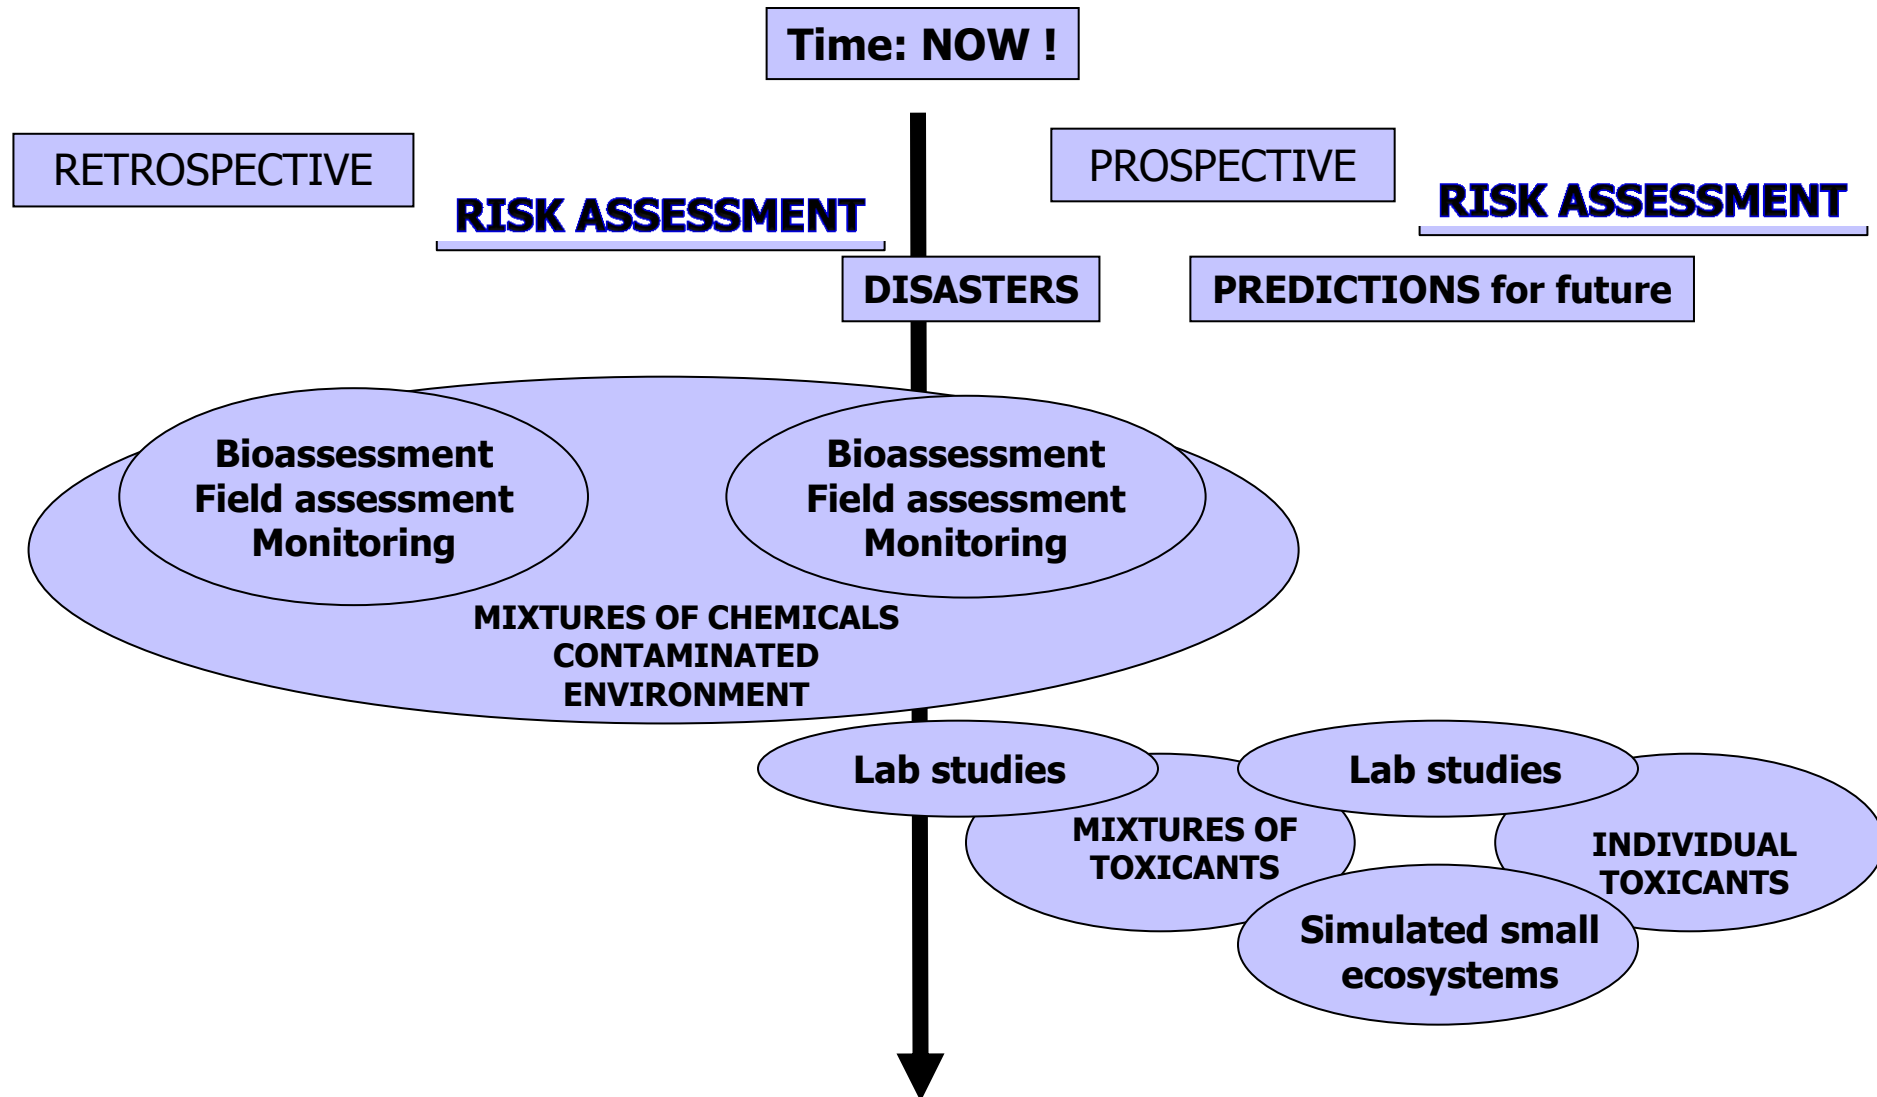 Time: NOW !
RETROSPECTIVE
RISK ASSESSMENT
PROSPECTIVE
RISK ASSESSMENT
DISASTERS
PREDICTIONS for future
Bioassessment
Field assessment
Monitoring
Bioassessment
Field assessment
Monitoring
MIXTURES OF CHEMICALS
CONTAMINATED
ENVIRONMENT
Lab studies
Lab studies
MIXTURES OF
TOXICANTS
INDIVIDUAL
TOXICANTS
Simulated small
ecosystems